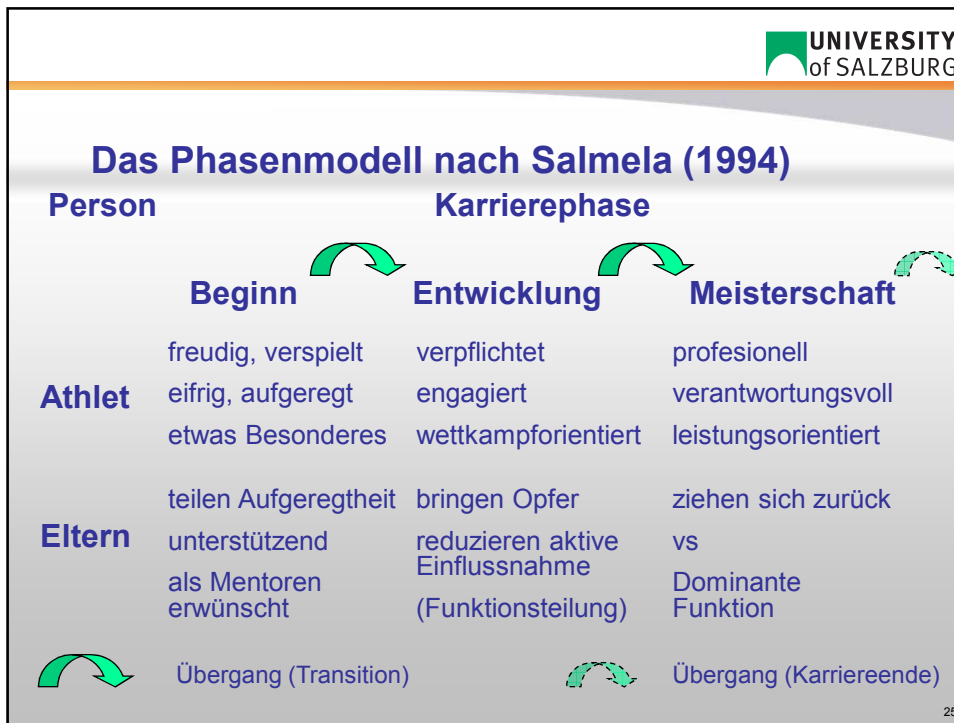 UNIVERSITY
of SALZBURG
Das Phasenmodell nach Salmela (1994)
Person Karrierephase
Beginn Entwicklung Meisterschaft
freudig, verspielt verpflichtet profesionell
Athlet eifrig, aufgeregt engagiert verantwortungsvoll
etwas Besonderes wettkampforientiert leistungsorientiert
teilen Aufgeregtheit bringen Opfer ziehen sich zurück
Eltern unterstützend reduzieren aktive vs
Einflussnahme
als Mentoren Dominante
erwünscht (Funktionsteilung) Funktion
Übergang (Transition) Übergang (Karriereende)
25